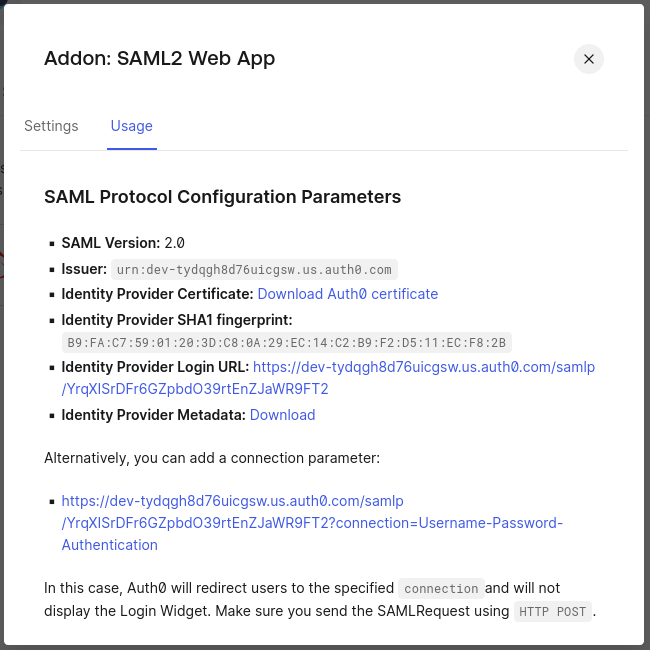 Addon: SAML2 Web App
Settings
Usage
SAML Protocol Configuration Parameters
SAML Version: 2.0
Issuer: urn:dev-tydqgh8d76uicgsw.us.auth0.com
Identity Provider Certificate: Download Auth0 certificate
Identity Provider SHA1 fingerprint:
B9:FA:C7:59:01:20:3D:C8:0A:29:EC:14:C2:B9:F2:D5:11:EC:F8:2B
Identity Provider Login URL: https://dev-tydqgh8d76uicgsw.us.auth0.com/samlp
/YrqXISrDFr6GZpbdO39rtEnZJaWR9FT2
Identity Provider Metadata: Download
Alternatively, you can add a connection parameter:
https://dev-tydqgh8d76uicgsw.us.auth0.com/samlp
/YrqXISrDFr6GZpbdO39rtEnZJaWR9FT2?connection=Username-Password-
Authentication
In this case, Auth0 will redirect users to the specified connection and will not
display the Login Widget. Make sure you send the SAMLRequest using HTTP POST.